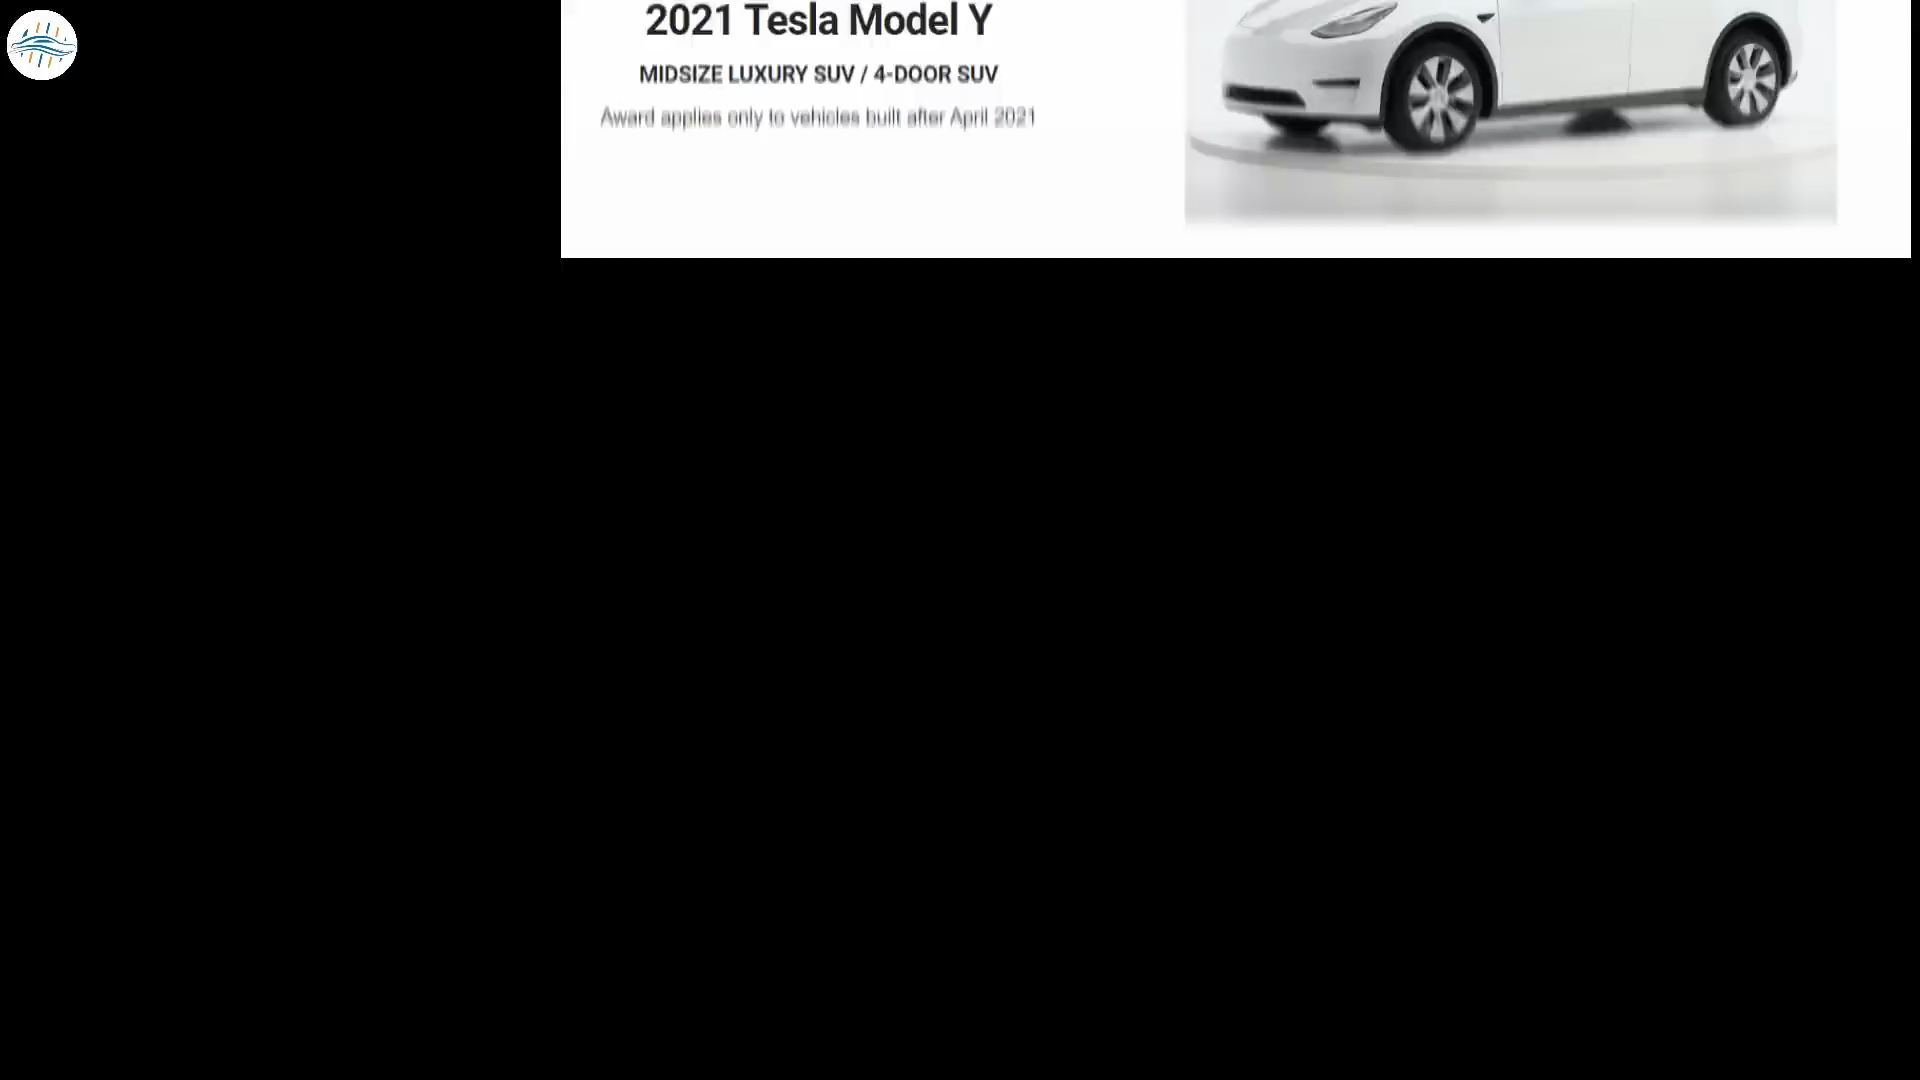 2021 Tesla Model Y
MIDSIZE LUXURY SUV / 4-DOOR SUV
Award applies only to vehicles built after April 2021